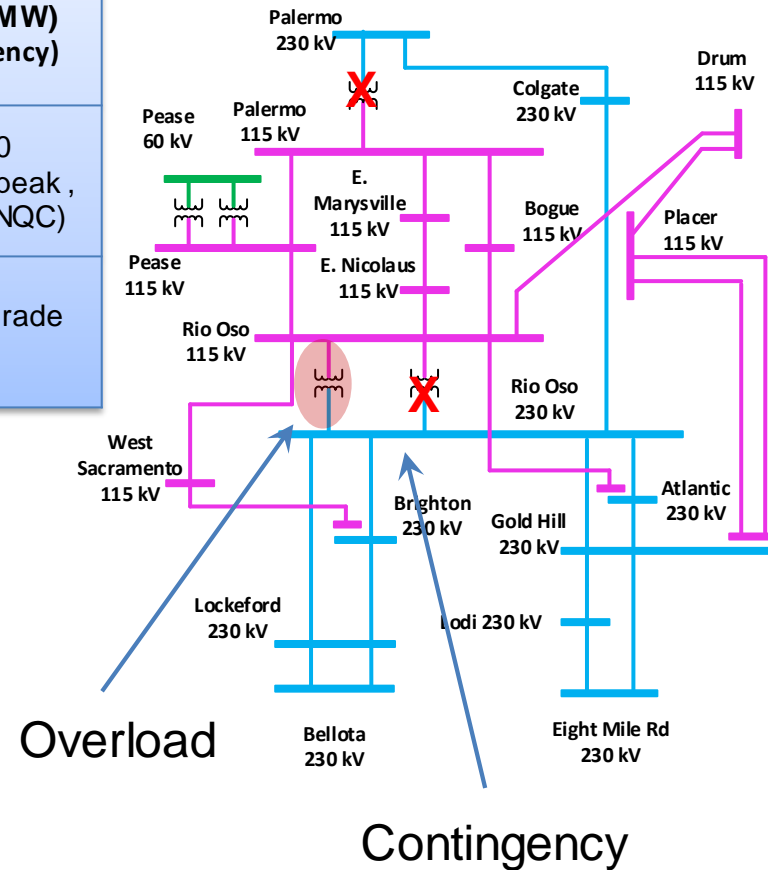 MW)
ency)
0
peak ,
NQC)
rade
Palermo
230 kV
Drum
115 kV
Colgate
230 kV
Pease
60 kV
Palermo
115 kV
E.
Marysville
115 kV
Bogue
115 kV
Placer
115 kV
Pease
115 kV
E. Nicolaus
115 kV
Rio Oso
115 kV
X
X
Rio Oso
230 kV
West
Sacramento
115 kV
Brighton
230 kV
Atlantic
230 kV
Gold Hill
230 kV
Lockeford
230 kV
Lodi 230 kV
Overload
Bellota
230 kV
Eight Mile Rd
230 kV
Contingency